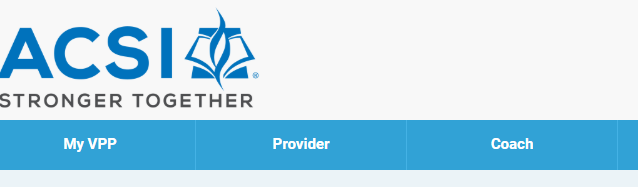 ACSI®
STRONGER TOGETHER
My VPP Provider Coach